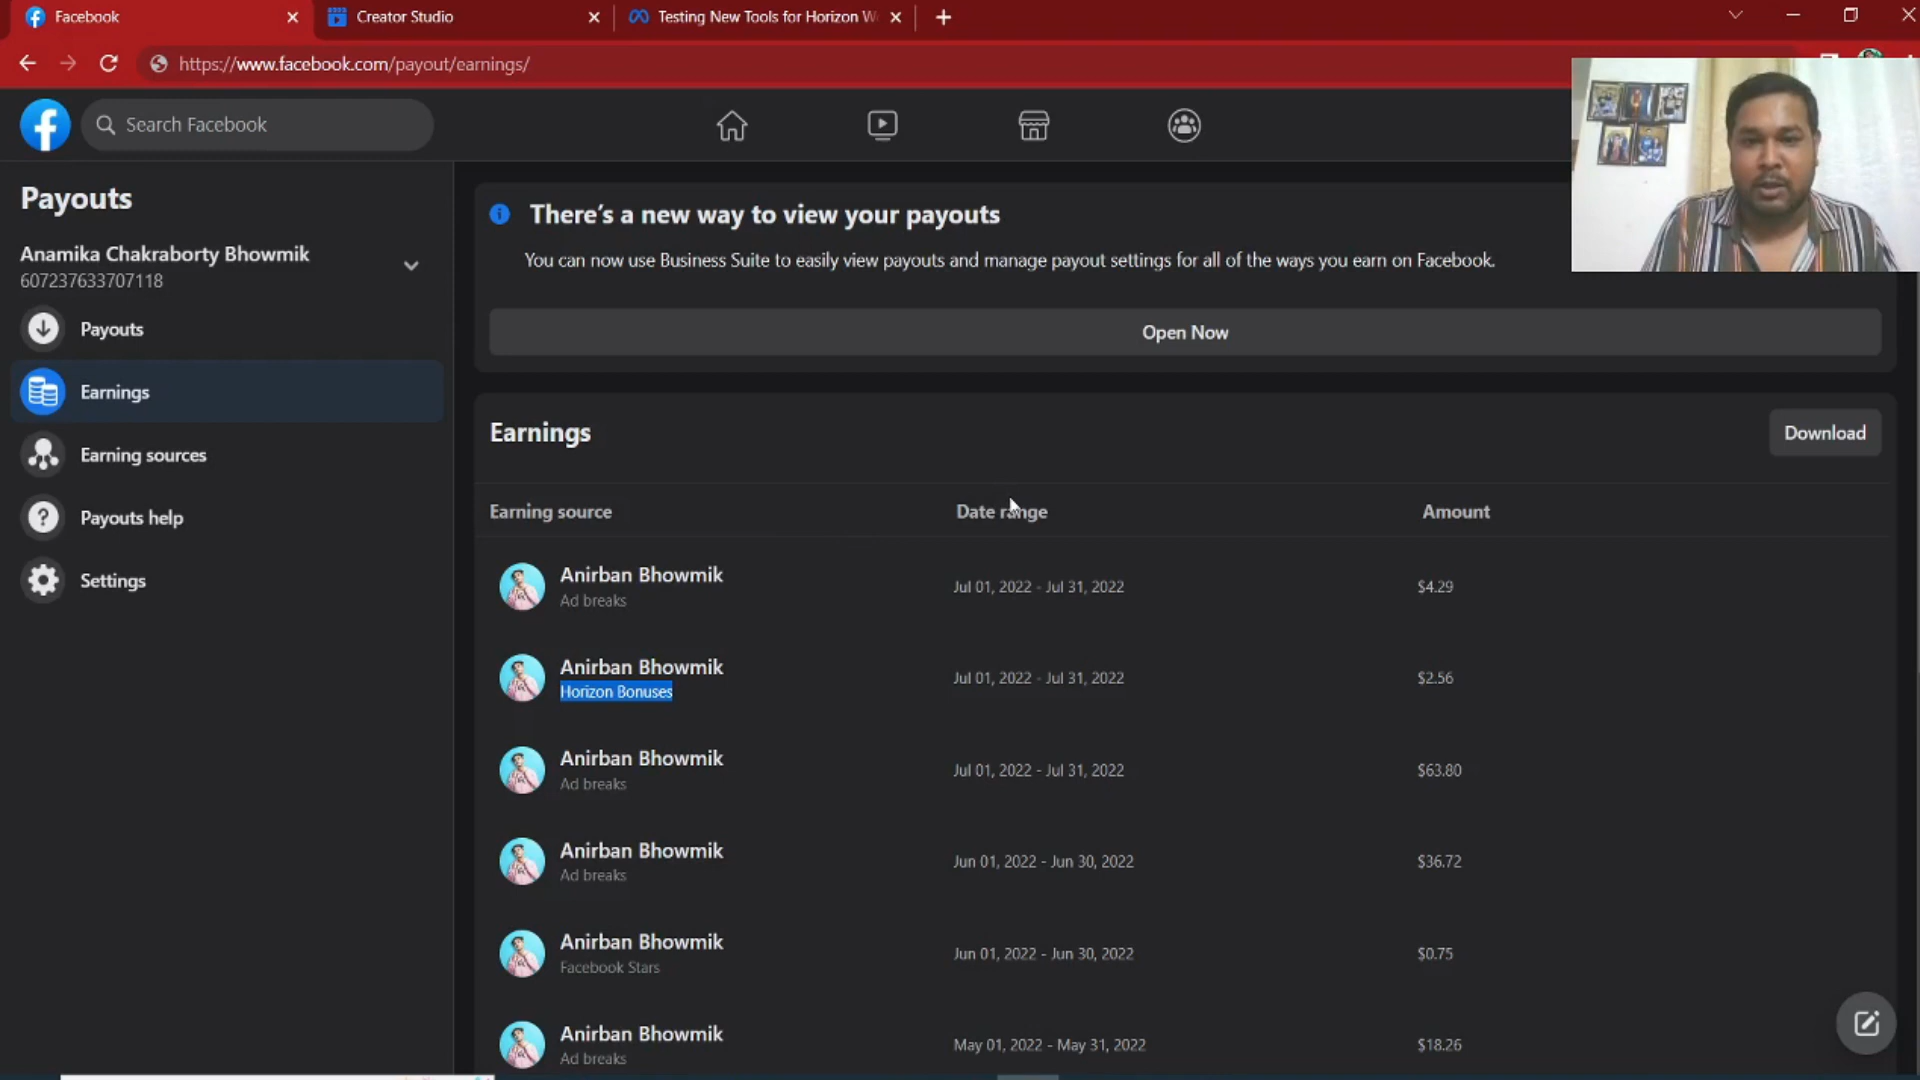 Facebook
Creator Studio
Testing New Tools for Horizon W
https://www.facebook.com/payout/earnings/
Search Facebook
Payouts
Anamika Chakraborty Bhowmik
607237633707118
Payouts
Earnings
Earning sources
Payouts help
Settings
There's a new way to view your payouts
You can now use Business Suite to easily view payouts and manage payout settings for all of the ways you earn on Facebook.
Open Now
Earnings
Download
Earning source Date range Amount
Anirban Bhowmik
Ad breaks
Jul 01, 2022 - Jul 31, 2022 $4.29
Anirban Bhowmik
Horizon Bonuses
Jul 01, 2022 - Jul 31, 2022 $2.56
Anirban Bhowmik
Ad breaks
Jul 01, 2022 - Jul 31, 2022 $63.80
Anirban Bhowmik
Ad breaks
Jun 01, 2022 - Jun 30, 2022 $36.72
Anirban Bhowmik
Facebook Stars
Jun 01, 2022 - Jun 30, 2022 $0.75
Anirban Bhowmik
Ad breaks
May 01, 2022 - May 31, 2022 $18.26